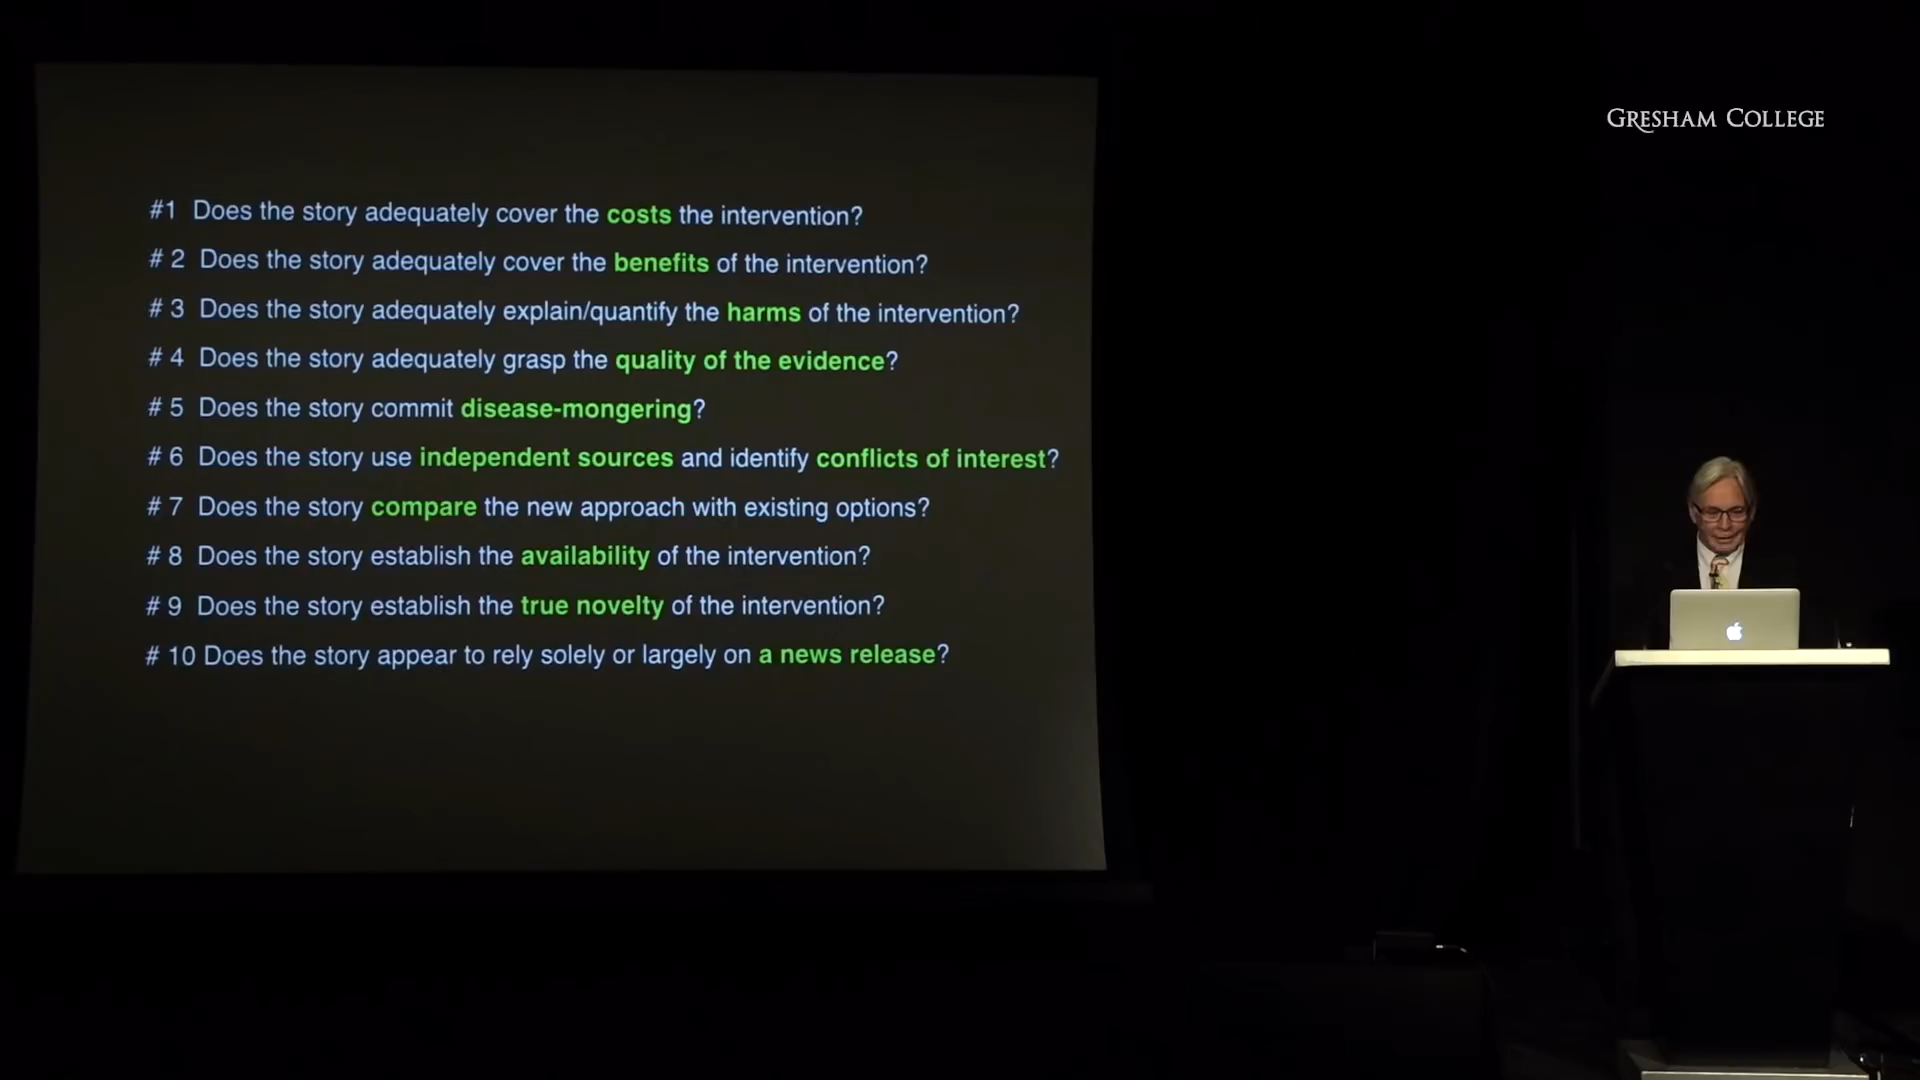 GRESHAM COLLEGE
#1 Does the story adequately cover the costs the intervention?
# 2 Does the story adequately cover the benefits of the intervention?
# 3 Does the story adequately explain/quantify the harms of the intervention?
# 4 Does the story adequately grasp the quality of the evidence?
# 5 Does the story commit disease-mongering?
# 6 Does the story use independent sources and identify conflicts of interest?
# 7 Does the story compare the new approach with existing options?
# 8 Does the story establish the availability of the intervention?
# 9 Does the story establish the true novelty of the intervention?
# 10 Does the story appear to rely solely or largely on a news release?